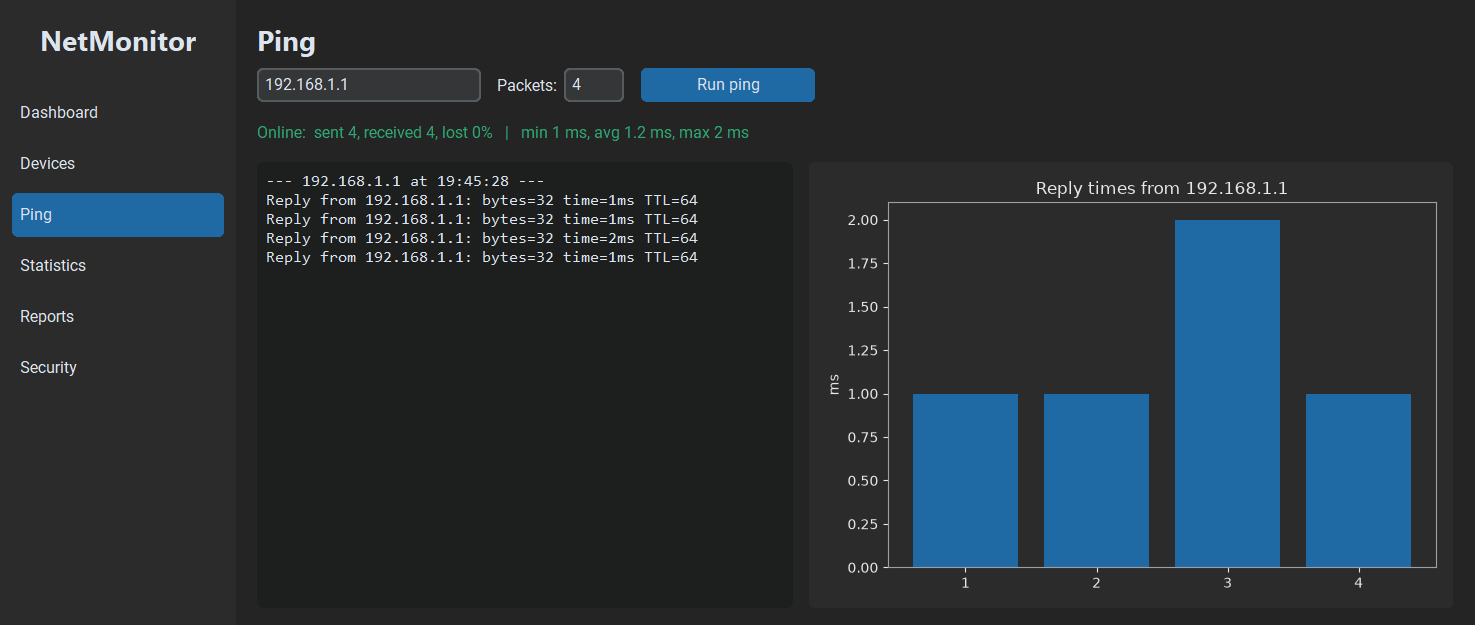 NetMonitor
Dashboard
Devices
Ping
Statistics
Reports
Security
Ping
192.168.1.1 Packets: 4 Run ping
Online: sent 4, received 4, lost 0% | min 1 ms, avg 1.2 ms, max 2 ms
--- 192.168.1.1 at 19:45:28 ---
Reply from 192.168.1.1: bytes=32 time=1ms TTL=64
Reply from 192.168.1.1: bytes=32 time=1ms TTL=64
Reply from 192.168.1.1: bytes=32 time=2ms TTL=64
Reply from 192.168.1.1: bytes=32 time=1ms TTL=64
Reply times from 192.168.1.1
2.00
1.75
1.50
1.25
1.00
0.75
0.50
0.25
0.00
ms
1 2 3 4